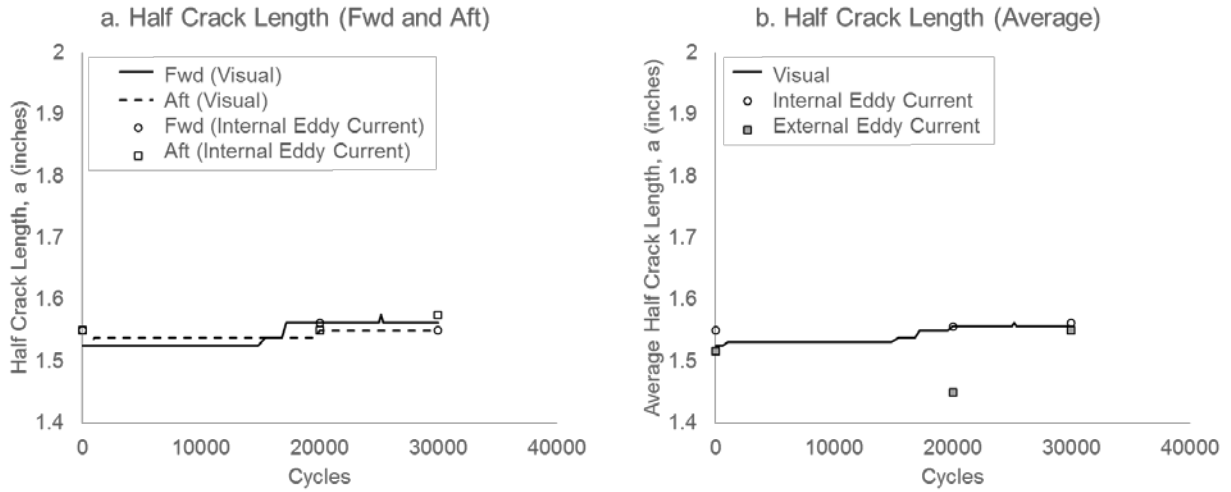 a. Half Crack Length (Fwd and Aft)
Half Crack Length, a (inches)
2
1.9
1.8
1.7
1.6
1.5
1.4
Fwd (Visual)
Aft (Visual)
Fwd (Internal Eddy Current)
Aft (Internal Eddy Current)
0 10000 20000 30000 40000
Cycles
b. Half Crack Length (Average)
Average Half Crack Length, a (inches)
2
1.9
1.8
1.7
1.6
1.5
1.4
Visual
Internal Eddy Current
External Eddy Current
0 10000 20000 30000 40000
Cycles